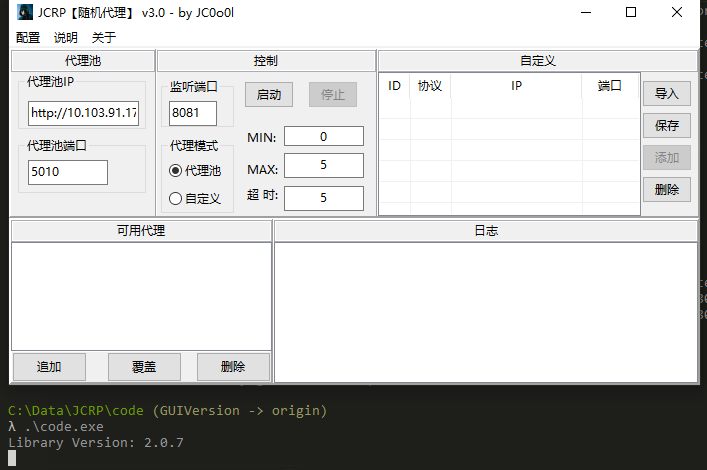 JCRP【随机代理】 v3.0 - by JC0o0l
配置 说明 关于
代理池
代理池IP
http://10.103.91.17
代理池端口
5010
控制
监听端口
8081
启动 停止
代理模式
代理池
自定义
MIN: 0
MAX: 5
超 时: 5
自定义
ID 协议 IP 端口
导入
保存
添加
删除
可用代理
追加 覆盖 删除
日志
C:\Data\JCRP\code (GUIVersion -> origin)
λ .\code.exe
Library Version: 2.0.7